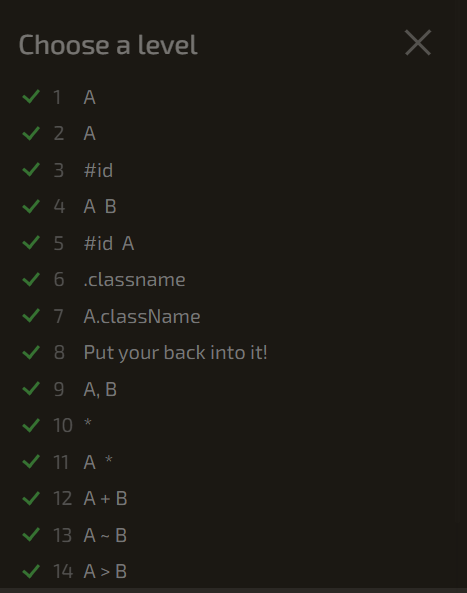 Choose a level
1 A
2 A
3 #id
4 A B
5 #id A
6 .classname
7 A.className
8 Put your back into it!
9 A, B
10 *
11 A *
12 A + B
13 A ~ B
14 A > B